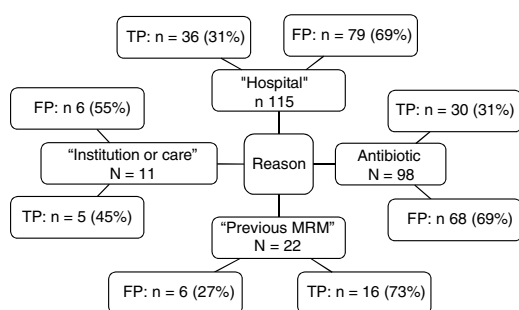 TP: n = 36 (31%)
FP: n = 79 (69%)
"Hospital"
n 115
FP: n 6 (55%)
TP: n = 30 (31%)
“Institution or care”
N = 11
Reason
Antibiotic
N = 98
TP: n = 5 (45%)
FP: n 68 (69%)
“Previous MRM”
N = 22
FP: n = 6 (27%)
TP: n = 16 (73%)